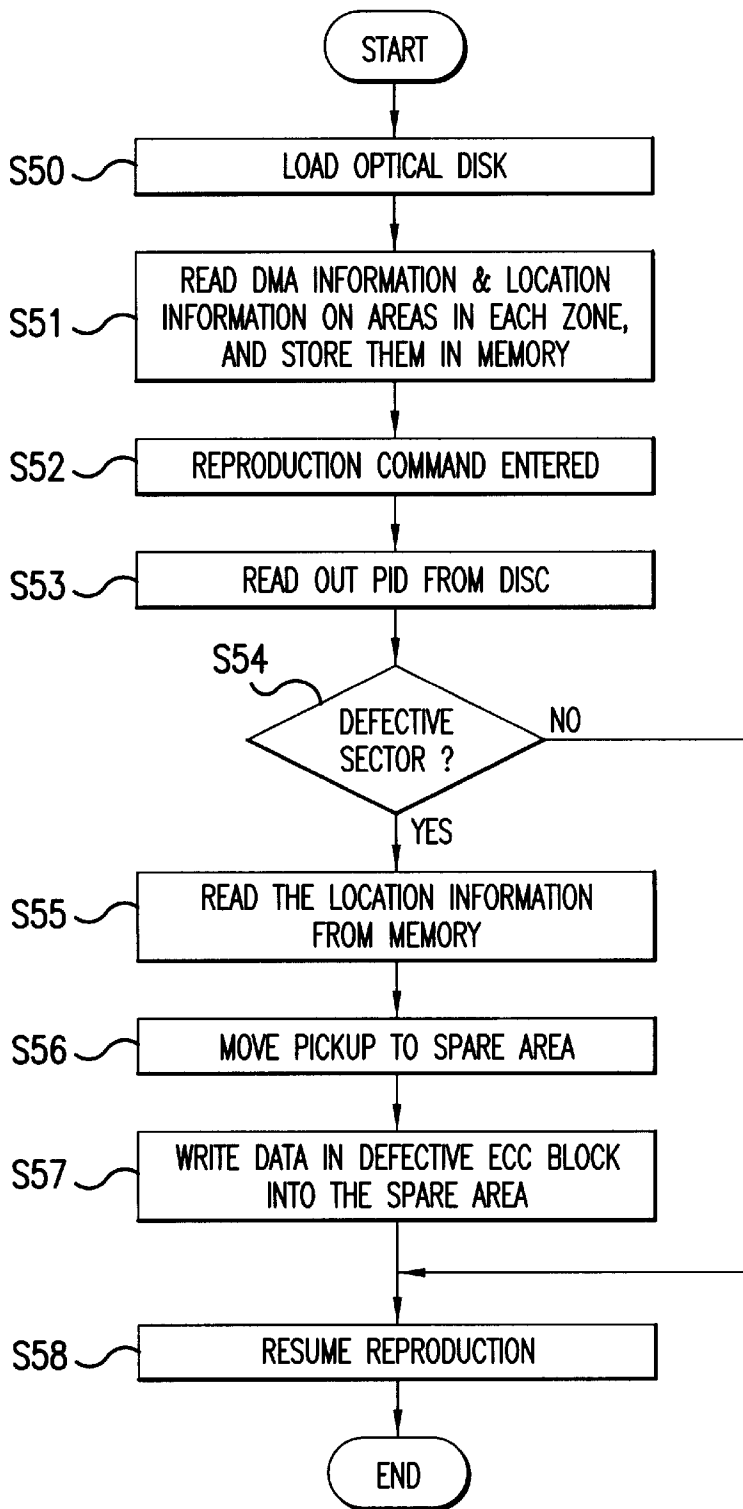 START
S50
LOAD OPTICAL DISK
S51
READ DMA INFORMATION & LOCATION
INFORMATION ON AREAS IN EACH ZONE,
AND STORE THEM IN MEMORY
S52
REPRODUCTION COMMAND ENTERED
S53
READ OUT PID FROM DISC
S54
DEFECTIVE
SECTOR ?
NO
YES
S55
READ THE LOCATION INFORMATION
FROM MEMORY
S56
MOVE PICKUP TO SPARE AREA
S57
WRITE DATA IN DEFECTIVE ECC BLOCK
INTO THE SPARE AREA
S58
RESUME REPRODUCTION
END